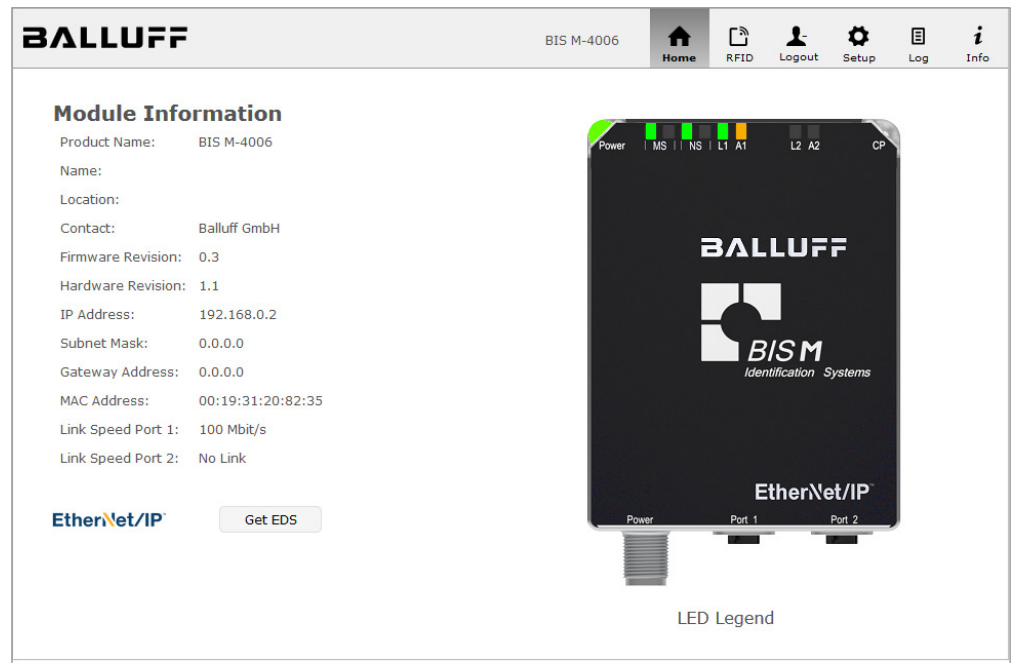 BALLUFF
BIS M-4006
Home
RFID
Logout
Setup
Log
Info
Module Information
Product Name: BIS M-4006
Name:
Location:
Contact: Balluff GmbH
Firmware Revision: 0.3
Hardware Revision: 1.1
IP Address: 192.168.0.2
Subnet Mask: 0.0.0.0
Gateway Address: 0.0.0.0
MAC Address: 00:19:31:20:82:35
Link Speed Port 1: 100 Mbit/s
Link Speed Port 2: No Link
EtherNet/IP
Get EDS
Power | MS | | NS | L1 A1 L2 A2 CP
BALLUFF
BIS M
Identification Systems
EtherNet/IP™
Power Port 1 Port 2
LED Legend